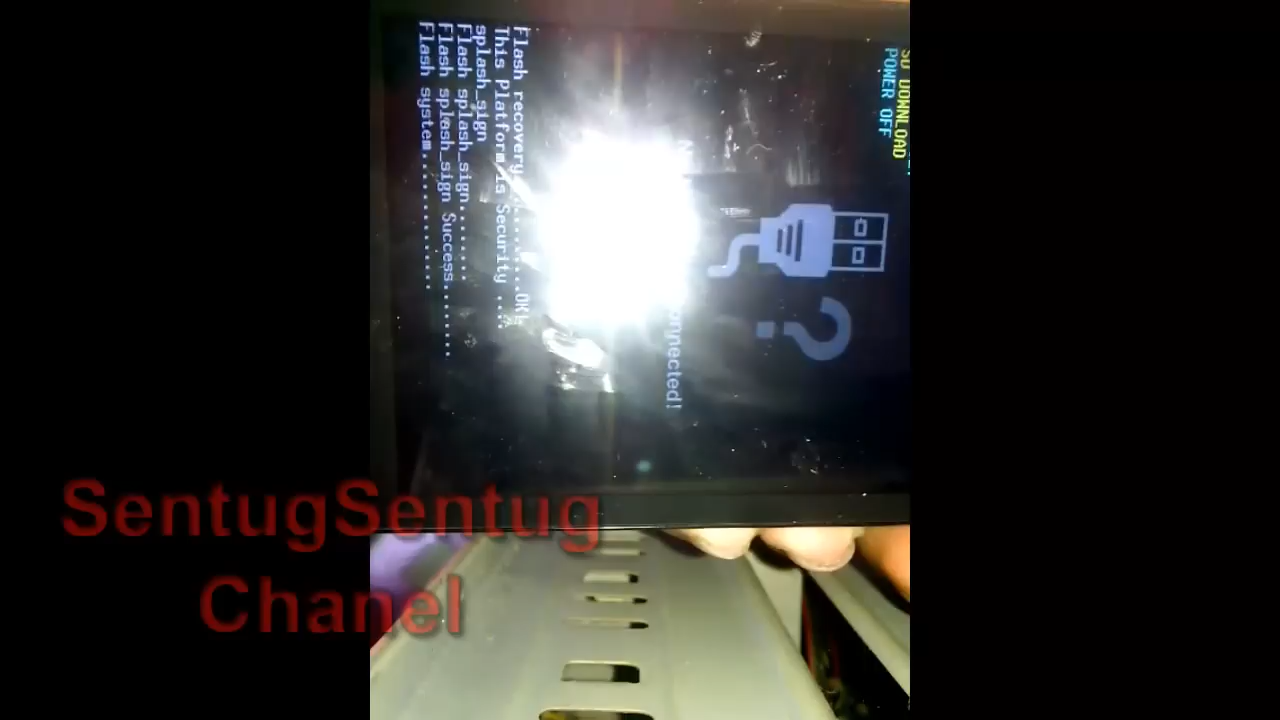 SD DOWNLOAD
POWER OFF
Flash recovery............OK!
This Platform is Security ....
splash_sign
Flash splash_sign........
Flash splash_sign Success........
Flash system..............
SentugSentug
Chanel